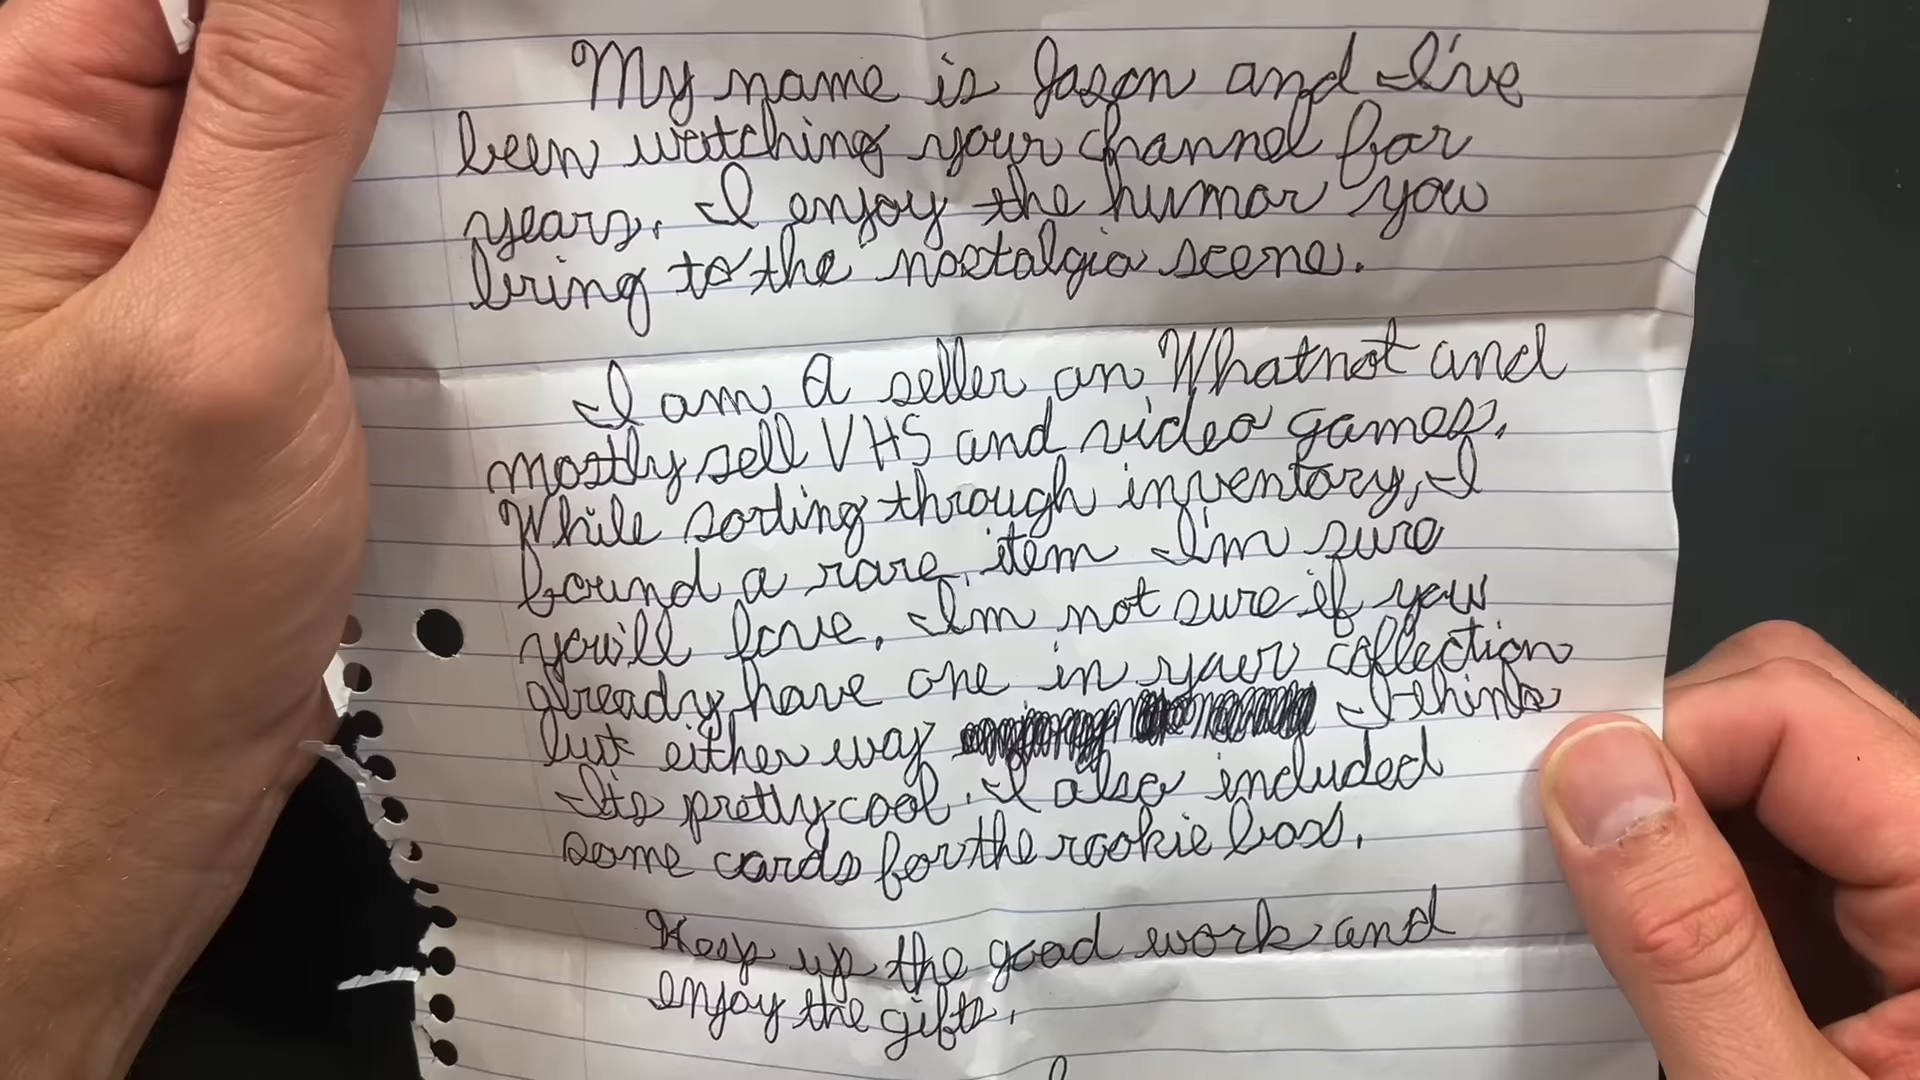 My name is Jason and I've
been watching your channel for
years. I enjoy the humor you
bring to the nostalgia scene.
I am a seller on Whatnot and
mostly sell VHS and video games.
While sorting through inventory, I
found a rare item I'm sure
you'll love. I'm not sure if you
already have one in your collection
but either way I think
Its pretty cool. I also included
some cards for the rookie box.
Keep up the good work and
enjoy the gifts.